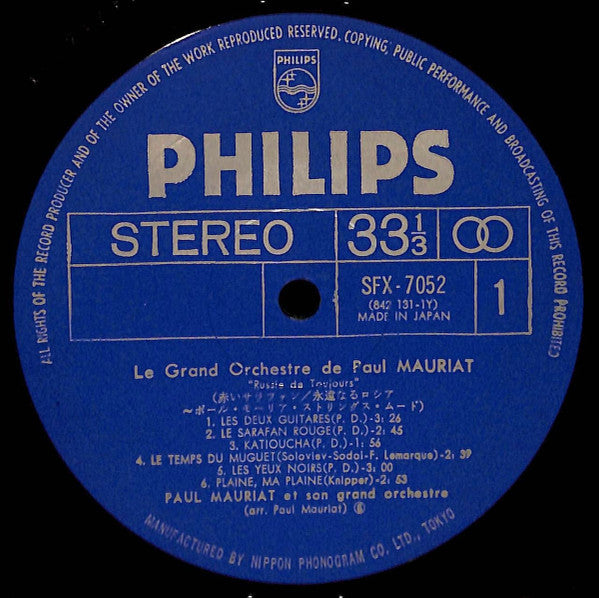 ALL RIGHTS OF THE RECORD PRODUCER AND OF THE OWNER OF THE WORK REPRODUCED RESERVED. COPYING, PUBLIC PERFORMANCE AND BROADCASTING OF THIS RECORD PROHIBITED
PHILIPS
PHILIPS
STEREO 33 1/3
SFX-7052 1
(842 131-1Y)
MADE IN JAPAN
Le Grand Orchestre de Paul MAURIAT
"Russie de Toujours"
(赤いサラファン/永遠なるロシア
〜ポール・モーリア・ストリングス・ムード)
1. LES DEUX GUITARES(P. D.)-3: 26
2. LE SARAFAN ROUGE(P. D.)-2: 45
3. KATIOUCHA(P. D.)-1: 56
4. LE TEMPS DU MUGUET(Soloviev-Sodoi-F. Lemarque)-2: 39
5. LES YEUX NOIRS(P. D.)-3: 00
6. PLAINE, MA PLAINE(Knipper)-2: 53
PAUL MAURIAT et son grand orchestre
(arr. Paul Mauriat) Ⓑ
MANUFACTURED BY NIPPON PHONOGRAM CO. LTD., TOKYO